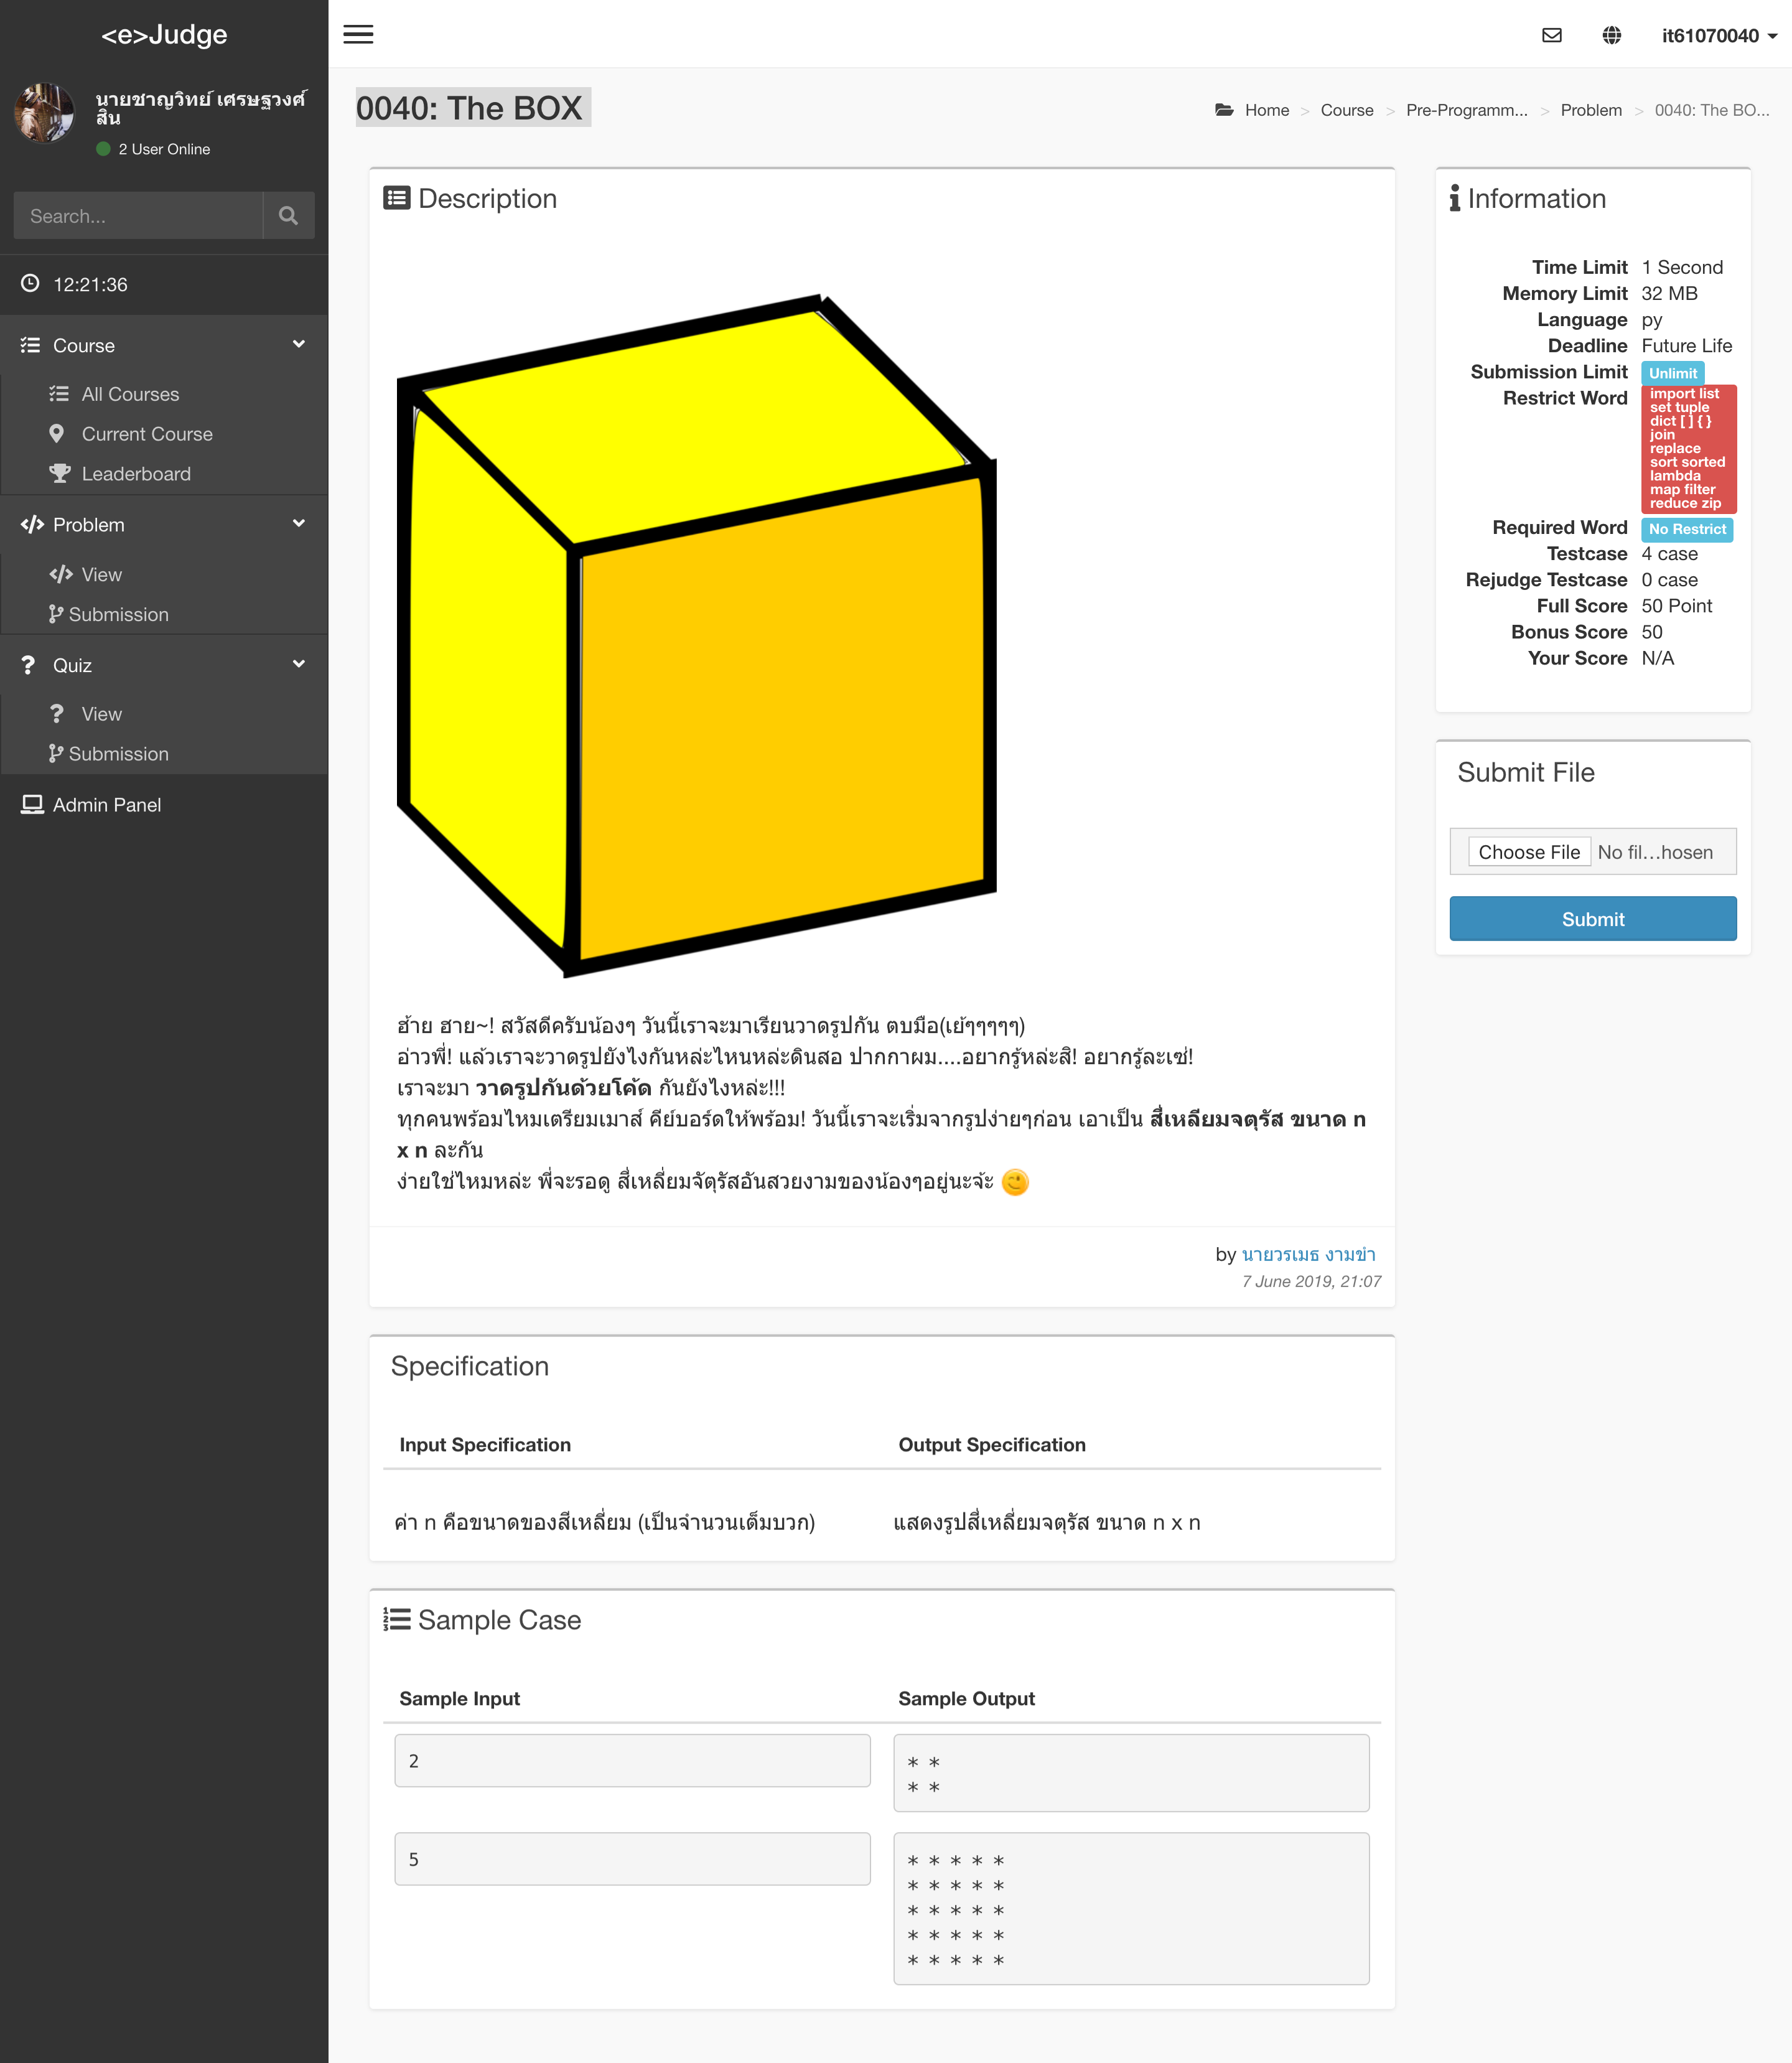 <e>Judge
it61070040
นายชาญวิทย์ เศรษฐวงศ์
สิน
2 User Online
Search...
12:21:36
Course
All Courses
Current Course
Leaderboard
Problem
View
Submission
Quiz
View
Submission
Admin Panel
0040: The BOX
Home > Course > Pre-Programm... > Problem > 0040: The BO...
Description
ฮ้าย ฮาย~! สวัสดีครับน้องๆ วันนี้เราจะมาเรียนวาดรูปกัน ตบมือ(เย้ๆๆๆๆๆ)
อ่าวพี่! แล้วเราจะวาดรูปยังไงกันหล่ะไหนหล่ะดินสอ ปากกาผม....อยากรู้หล่ะสิ! อยากรู้ละเซ่!
เราจะมา วาดรูปกันด้วยโค้ด กันยังไงหล่ะ!!!
ทุกคนพร้อมไหมเตรียมเมาส์ คีย์บอร์ดให้พร้อม! วันนี้เราจะเริ่มจากรูปง่ายๆก่อน เอาเป็น สี่เหลี่ยมจตุรัส ขนาด n
x n ละกัน
ง่ายใช่ไหมหล่ะ พี่จะรอดู สี่เหลี่ยมจัตุรัสอันสวยงามของน้องๆอยู่นะจ้ะ
by นายวรเมธ งามขำ
7 June 2019, 21:07
Specification
Input Specification Output Specification
ค่า n คือขนาดของสี่เหลี่ยม (เป็นจำนวนเต็มบวก) แสดงรูปสี่เหลี่ยมจตุรัส ขนาด n x n
Sample Case
Sample Input Sample Output
2
* *
* *
5
* * * * *
* * * * *
* * * * *
* * * * *
* * * * *
Information
Time Limit 1 Second
Memory Limit 32 MB
Language py
Deadline Future Life
Submission Limit Unlimit
Restrict Word import list
set tuple
dict [ ] { }
join
replace
sort sorted
lambda
map filter
reduce zip
Required Word No Restrict
Testcase 4 case
Rejudge Testcase 0 case
Full Score 50 Point
Bonus Score 50
Your Score N/A
Submit File
Choose File No fil...hosen
Submit